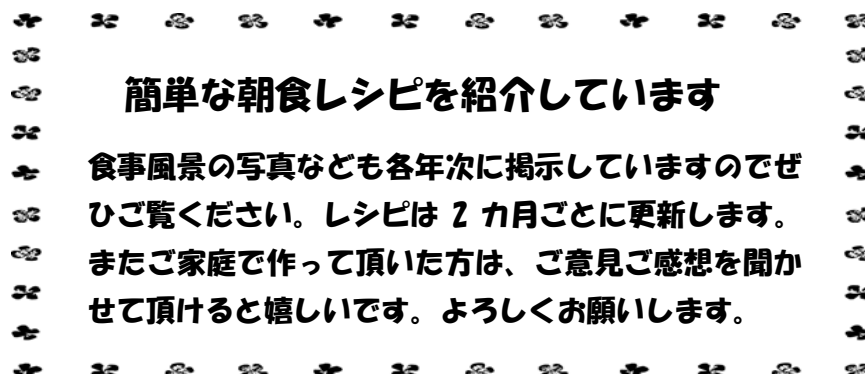 簡単な朝食レシピを紹介しています
食事風景の写真なども各年次に掲示していますのでぜ
ひご覧ください。レシピは 2 カ月ごとに更新します。
またご家庭で作って頂いた方は、ご意見ご感想を聞か
せて頂けると嬉しいです。よろしくお願いします。